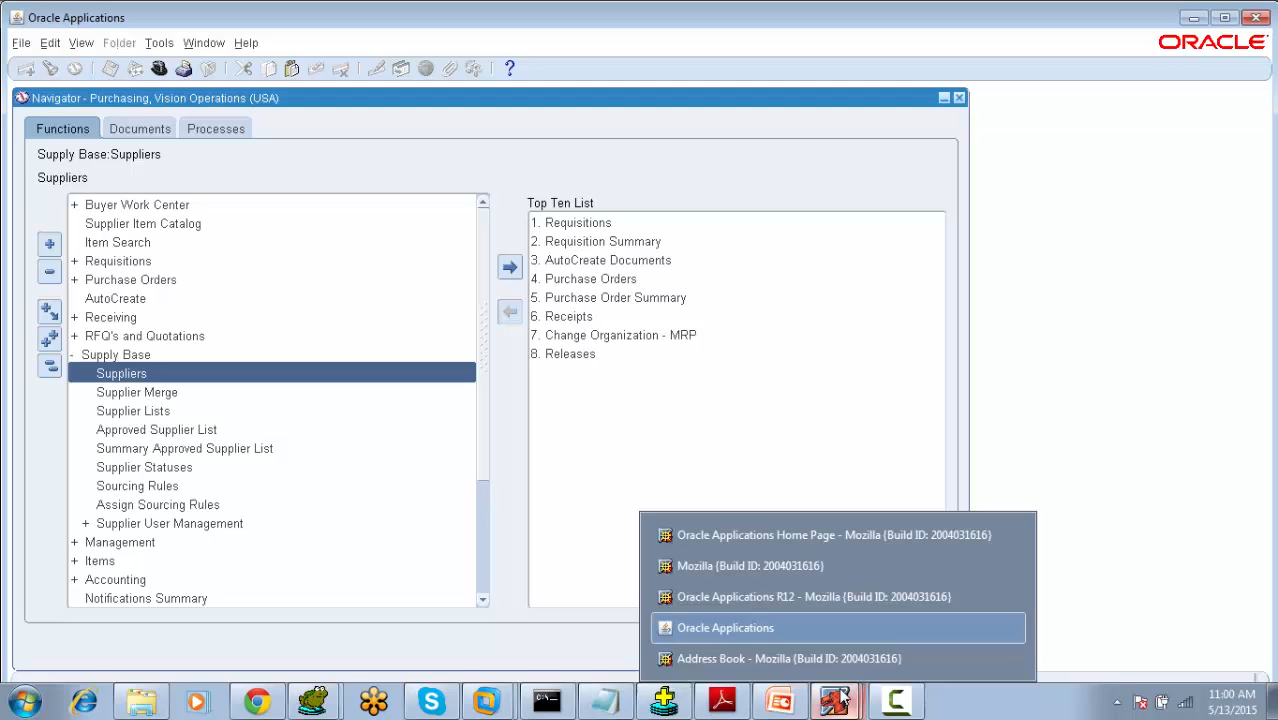 Oracle Applications
File Edit View Folder Tools Window Help
ORACLE
?
Navigator - Purchasing, Vision Operations (USA)
Functions Documents Processes
Supply Base:Suppliers
Suppliers
+ Buyer Work Center
Supplier Item Catalog
Item Search
+ Requisitions
+ Purchase Orders
AutoCreate
+ Receiving
+ RFQ's and Quotations
- Supply Base
Suppliers
Supplier Merge
Supplier Lists
Approved Supplier List
Summary Approved Supplier List
Supplier Statuses
Sourcing Rules
Assign Sourcing Rules
+ Supplier User Management
+ Management
+ Items
+ Accounting
Notifications Summary
Top Ten List
1. Requisitions
2. Requisition Summary
3. AutoCreate Documents
4. Purchase Orders
5. Purchase Order Summary
6. Receipts
7. Change Organization - MRP
8. Releases
Oracle Applications Home Page - Mozilla {Build ID: 2004031616}
Mozilla {Build ID: 2004031616}
Oracle Applications R12 - Mozilla {Build ID: 2004031616}
Oracle Applications
Address Book - Mozilla {Build ID: 2004031616}
11:00 AM
5/13/2015